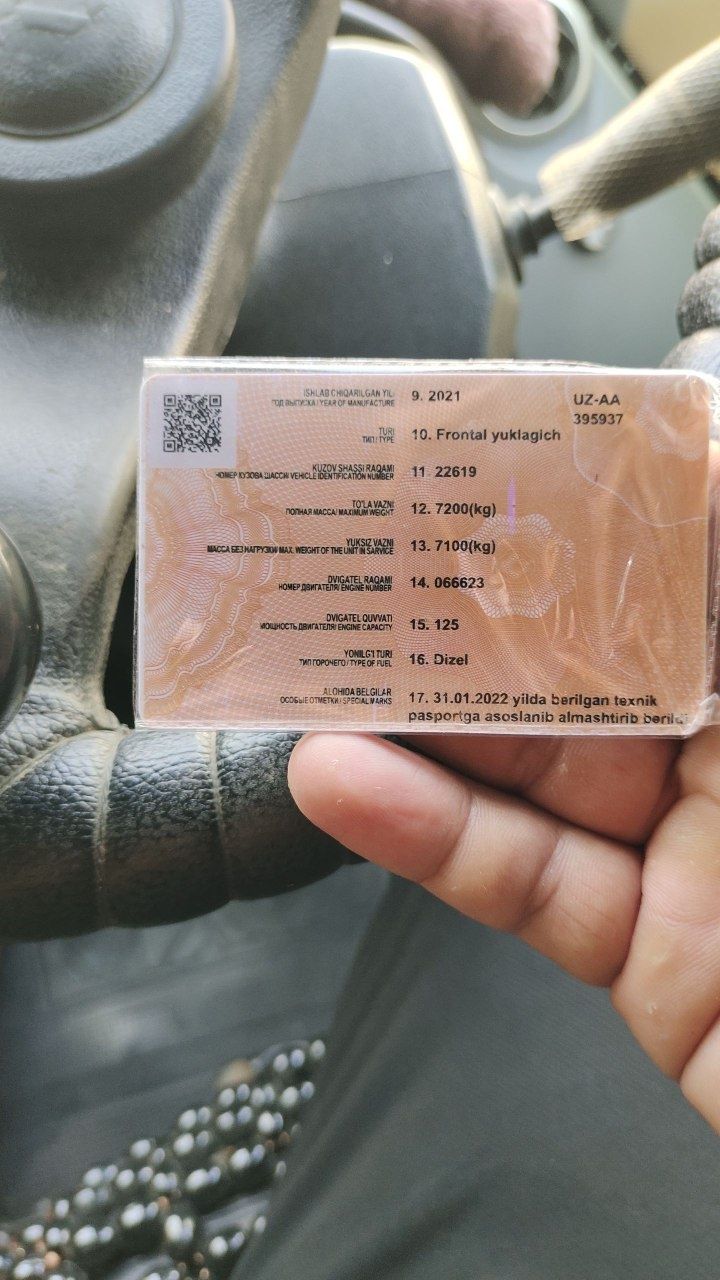 ISHLAB CHIQARILGAN YILI
ГОД ВЫПУСКА / YEAR OF MANUFACTURE
9. 2021
UZ-AA
395937
TURI
ТИП / TYPE
10. Frontal yuklagich
KUZOV SHASSI RAQAMI
НОМЕР КУЗОВА ШАССИ/ VEHICLE IDENTIFICATION NUMBER
11. 22619
TO'LA VAZNI
ПОЛНАЯ МАССА/ MAXIMUM WEIGHT
12. 7200(kg)
YUKSIZ VAZNI
МАССА БЕЗ НАГРУЗКИ/ MAX. WEIGHT OF THE UNIT IN SARVICE
13. 7100(kg)
DVIGATEL RAQAMI
НОМЕР ДВИГАТЕЛЯ/ ENGINE NUMBER
14. 066623
DVIGATEL QUVVATI
МОЩНОСТЬ ДВИГАТЕЛЯ/ ENGINE CAPACITY
15. 125
YONILG'I TURI
ТИП ГОРЮЧЕГО / TYPE OF FUEL
16. Dizel
ALOHIDA BELGILAR
ОСОБЫЕ ОТМЕТКИ / SPECIAL MARKS
17. 31.01.2022 yilda berilgan texnik
pasportga asoslanib almashtirib berildi